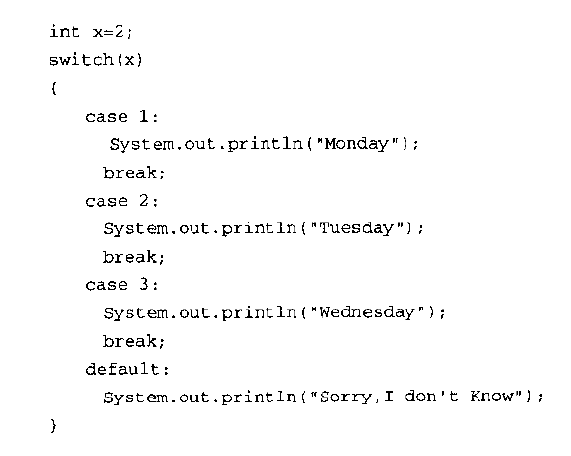 int x=2;
switch(x)
{
case 1:
System.out.println("Monday");
break;
case 2:
System.out.println("Tuesday");
break;
case 3:
System.out.println("Wednesday");
break;
default:
System.out.println("Sorry,I don't Know");
}